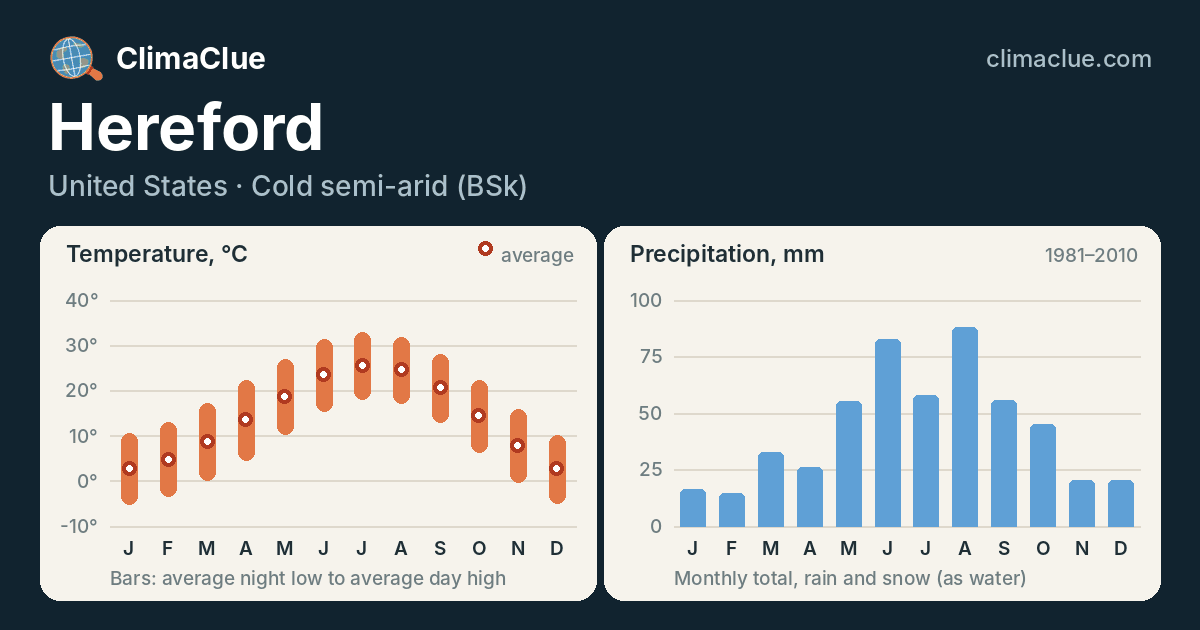 ClimaClue
climaclue.com
Hereford
United States · Cold semi-arid (BSk)
Temperature, °C
average
40°
30°
20°
10°
0°
-10°
J F M A M J J A S O N D
Bars: average night low to average day high
Precipitation, mm
1981–2010
100
75
50
25
0
J F M A M J J A S O N D
Monthly total, rain and snow (as water)